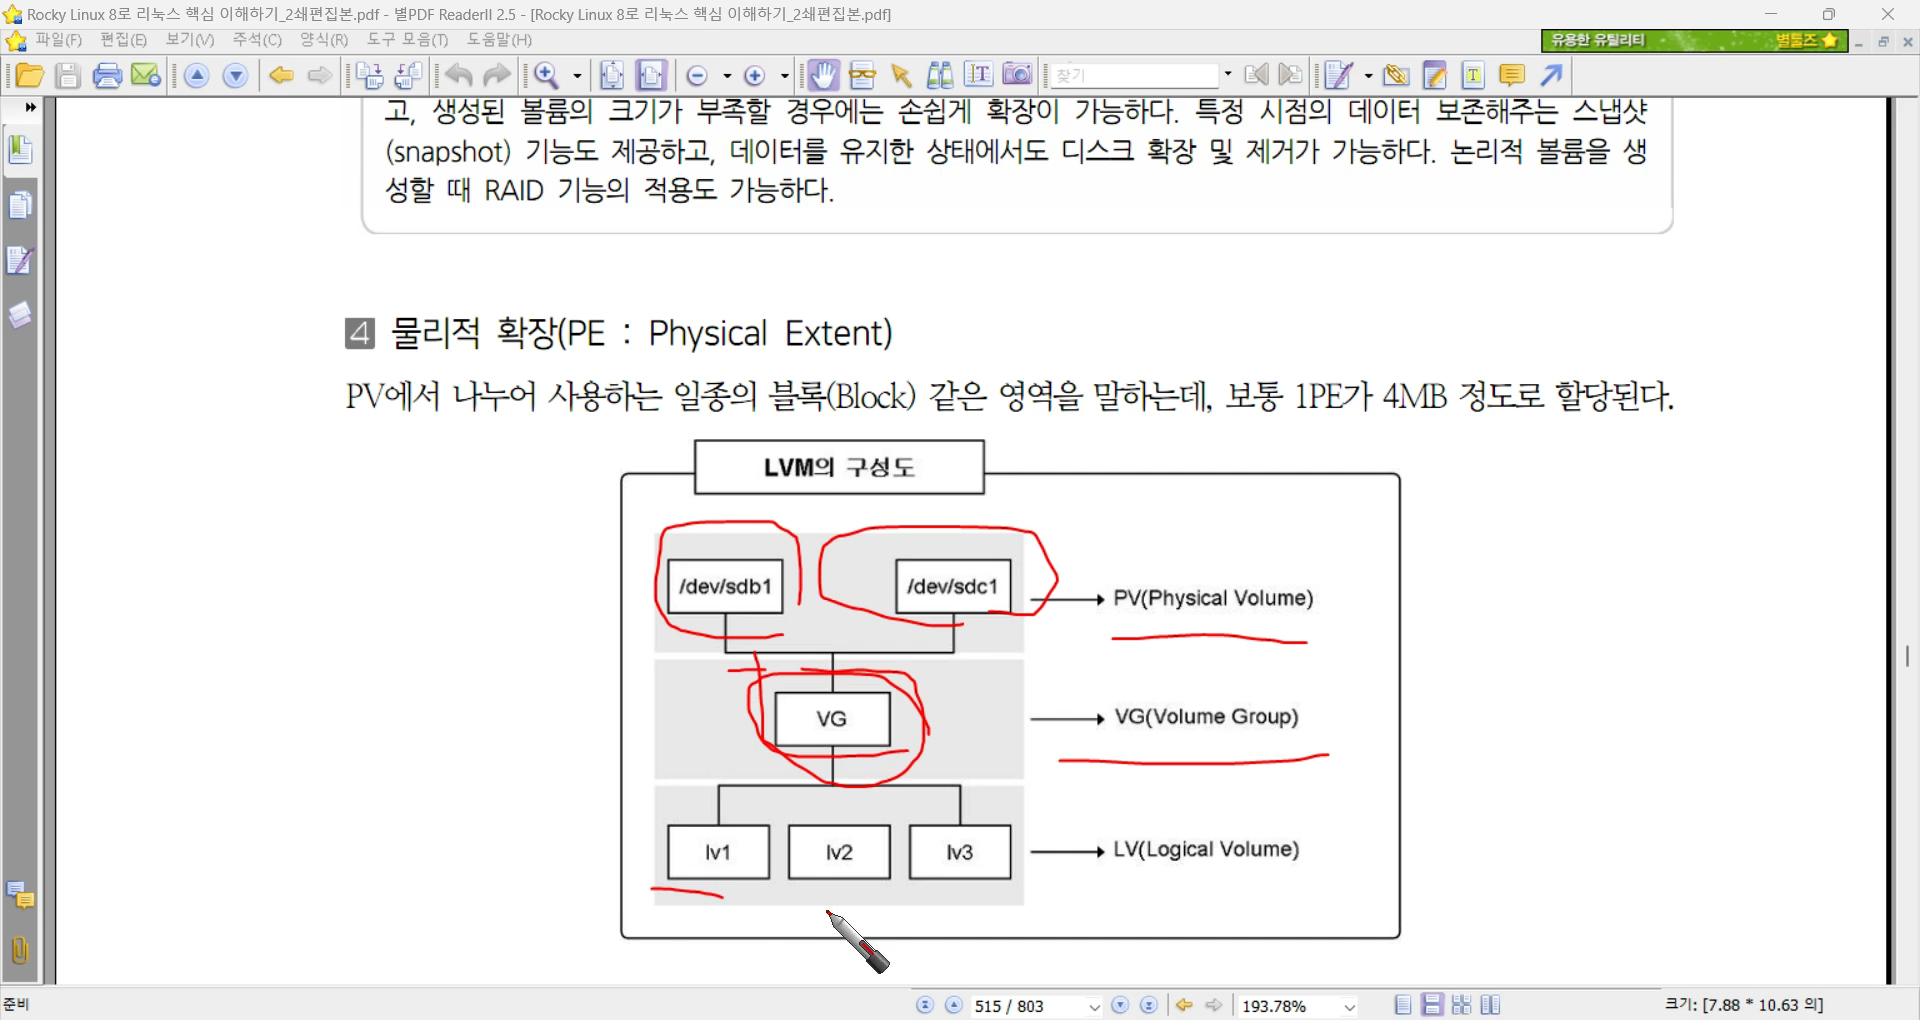 Rocky Linux 8로 리눅스 핵심 이해하기_2쇄편집본.pdf - 별PDF ReaderII 2.5 - [Rocky Linux 8로 리눅스 핵심 이해하기_2쇄편집본.pdf]
파일(F) 편집(E) 보기(V) 주석(C) 양식(R) 도구 모음(T) 도움말(H)
유용한 유틸리티 별툴즈
찾기
고, 생성된 볼륨의 크기가 부족할 경우에는 손쉽게 확장이 가능하다. 특정 시점의 데이터 보존해주는 스냅샷
(snapshot) 기능도 제공하고, 데이터를 유지한 상태에서도 디스크 확장 및 제거가 가능하다. 논리적 볼륨을 생
성할 때 RAID 기능의 적용도 가능하다.
4 물리적 확장(PE : Physical Extent)
PV에서 나누어 사용하는 일종의 블록(Block) 같은 영역을 말하는데, 보통 1PE가 4MB 정도로 할당된다.
LVM의 구성도
/dev/sdb1 /dev/sdc1 PV(Physical Volume)
VG VG(Volume Group)
lv1 lv2 lv3 LV(Logical Volume)
준비 515 / 803 193.78% 크기: [7.88 * 10.63 의]